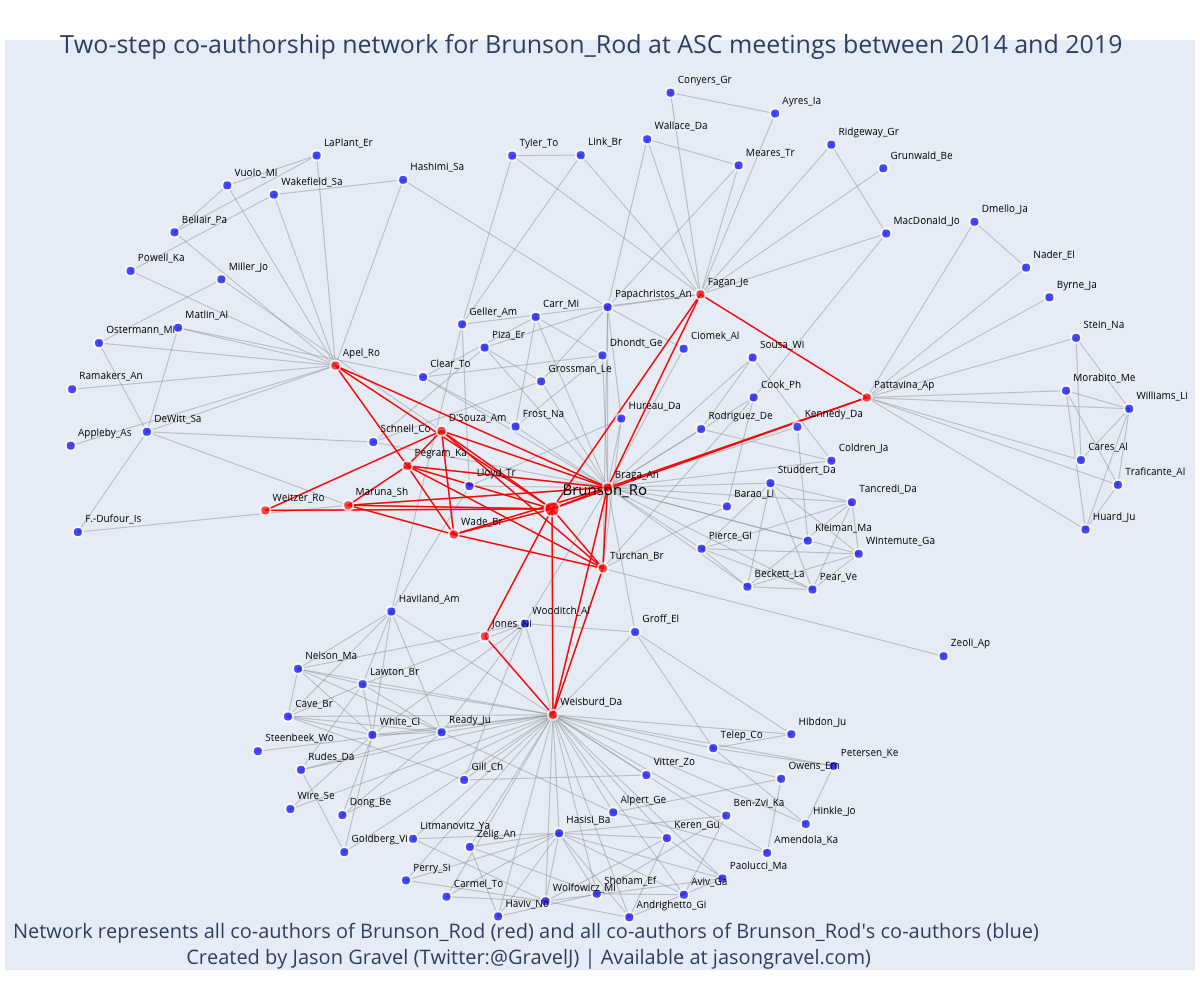 Two-step co-authorship network for Brunson_Rod at ASC meetings between 2014 and 2019
Conyers_Gr
Ayres_Ia
Wallace_Da
Ridgeway_Gr
LaPlant_Er
Tyler_To
Link_Br
Meares_Tr
Grunwald_Be
Hashimi_Sa
Vuolo_Mi
Wakefield_Sa
Dmello_Ja
Bellair_Pa
MacDonald_Jo
Nader_El
Powell_Ka
Miller_Jo
Fagan_Je
Byrne_Ja
Papachristos_An
Carr_Mi
Geller_Am
Matlin_Al
Ostermann_Mi
Stein_Na
Piza_Er
Ciomek_Al
Dhondt_Ge
Sousa_Wi
Apel_Ro
Clear_To
Grossman_Le
Ramakers_An
Cook_Ph
Pattavina_Ap
Morabito_Me
Williams_Li
Hureau_Da
Rodriguez_De
Kennedy_Da
Frost_Na
D'Souza_Am
DeWitt_Sa
Schnell_Co
Appleby_As
Pegram_Ka
Coldren_Ja
Cares_Al
Lloyd_Tr
Braga_An
Studdert_Da
Traficante_Al
Brunson_Ro
Weitzer_Ro
Maruna_Sh
Barao_Li
Tancredi_Da
F.-Dufour_Is
Wade_Br
Huard_Ju
Pierce_Gl
Kleiman_Ma
Wintemute_Ga
Turchan_Br
Beckett_La
Pear_Ve
Haviland_Am
Wooditch_Al
Jones_Ni
Groff_El
Zeoli_Ap
Nelson_Ma
Lawton_Br
Weisburd_Da
Cave_Br
White_Cl
Ready_Ju
Hibdon_Ju
Telep_Co
Steenbeek_Wo
Rudes_Da
Petersen_Ke
Gill_Ch
Vitter_Zo
Owens_Em
Wire_Se
Dong_Be
Alpert_Ge
Ben-Zvi_Ka
Hinkle_Jo
Goldberg_Vi
Litmanovitz_Ya
Zelig_An
Hasisi_Ba
Keren_Gu
Amendola_Ka
Perry_Si
Carmel_To
Wolfowicz_Mi
Shoham_Ef
Aviv_Ga
Paolucci_Ma
Haviv_No
Andrighetto_Gi
Network represents all co-authors of Brunson_Rod (red) and all co-authors of Brunson_Rod's co-authors (blue)
Created by Jason Gravel (Twitter:@GravelJ) | Available at jasongravel.com)